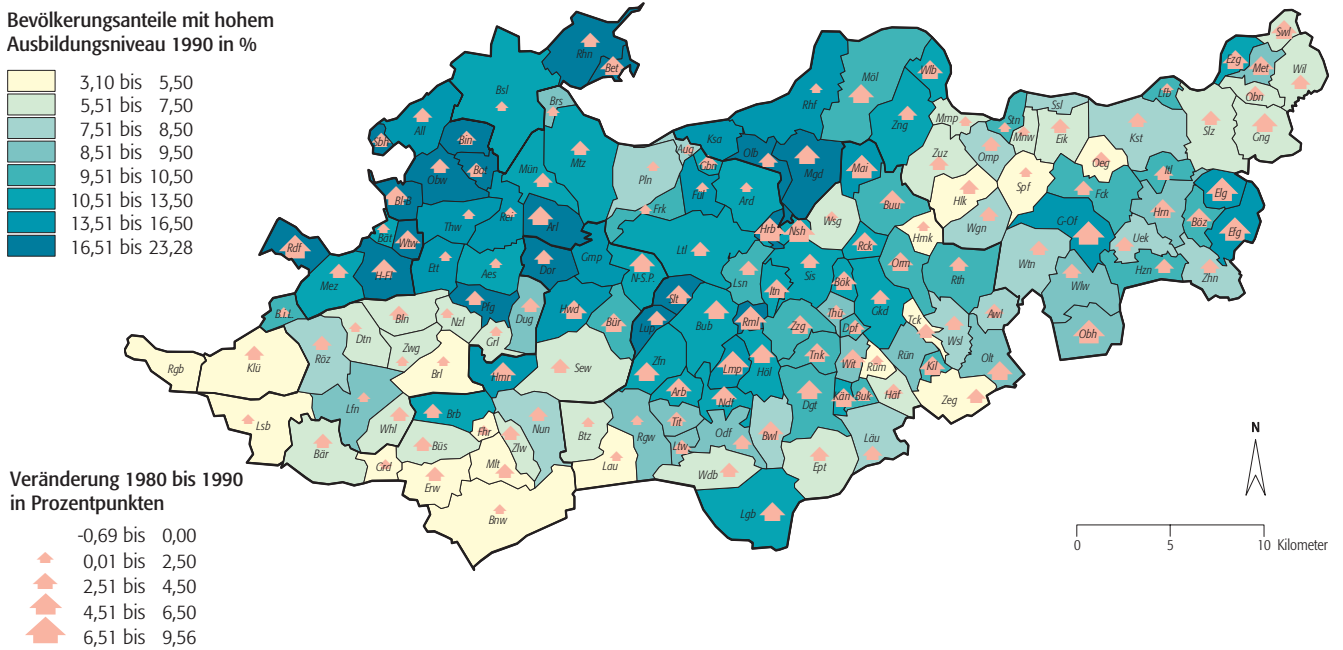 Bevölkerungsanteile mit hohem
Ausbildungsniveau 1990 in %
3,10 bis 5,50
5,51 bis 7,50
7,51 bis 8,50
8,51 bis 9,50
9,51 bis 10,50
10,51 bis 13,50
13,51 bis 16,50
16,51 bis 23,28
Rhn
Bet
Bsl
Brs
All
Sbh
Bin
Bat
Obw
Bl-B
Bät
Wtw
Rdf
Mez
H-Fl
B.i.L.
Mün
Mtz
Thw
Rei
Arl
Ett
Aes
Dor
Gmp
Pfg
Dug
Hwd
Bür
N-S.P.
Pln
Frk
Aug
Gbn
Ksa
Olb
Füf
Ard
Mgd
Rhf
Möl
Wlb
Zng
Mai
Buu
Wsg
Nsh
Hrb
Ltl
Lsn
Itn
Sis
Rck
Bök
Orm
Hmk
Hlk
Zuz
Mmp
Omp
Stn
Mnw
Ssl
Eik
Spf
Wgn
Oeg
Fck
Kst
Lfb
Slz
Ezg
Met
Swl
Wil
Obn
Gng
Itl
Hrn
Elg
Böz
Efg
G-Of
Uek
Hzn
Zhn
Wtn
Wlw
Obh
Rth
Gkd
Thü
Dpf
Zzg
Tnk
Wit
Rüm
Tck
Rün
Wsl
Awl
Olt
Kil
Zeg
Häf
Buk
Kän
Dgt
Läu
Ept
Bwl
Höl
Lmp
Rml
Bub
Slt
Lup
Zfn
Arb
Ndf
Tit
Ltw
Odf
Rgw
Wdb
Lgb
Lau
Btz
Sew
Nun
Zlw
Mlt
Fhr
Hmr
Grl
Nzl
Bln
Dtn
Zwg
Brl
Röz
Lfn
Whl
Brb
Büs
Grd
Erw
Bnw
Bär
Lsb
Klü
Rgb
Veränderung 1980 bis 1990
in Prozentpunkten
-0,69 bis 0,00
0,01 bis 2,50
2,51 bis 4,50
4,51 bis 6,50
6,51 bis 9,56
N
0 5 10 Kilometer